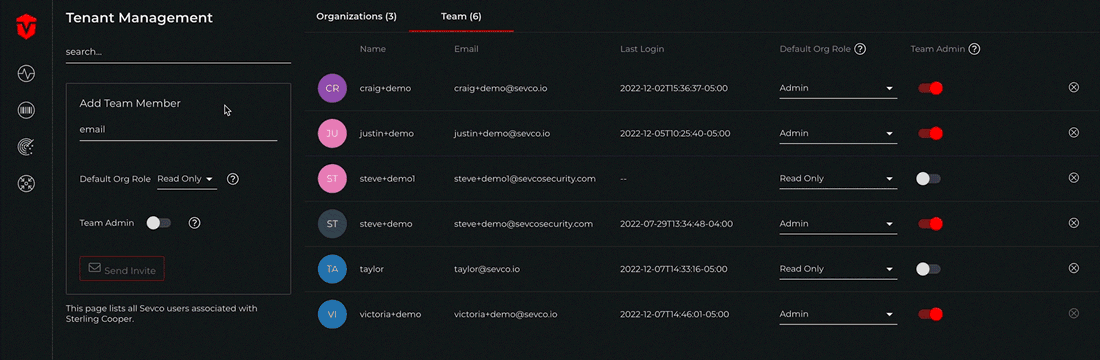 Tenant Management
search...
Add Team Member
email
Default Org Role Read Only ?
Team Admin ?
Send Invite
This page lists all Sevco users associated with
Sterling Cooper.
Organizations (3) Team (6)
Name Email Last Login Default Org Role ? Team Admin ?
CR craig+demo craig+demo@sevco.io 2022-12-02T15:36:37-05:00 Admin
JU justin+demo justin+demo@sevco.io 2022-12-05T10:25:40-05:00 Admin
ST steve+demo1 steve+demo1@sevcosecurity.com -- Read Only
ST steve+demo steve+demo@sevcosecurity.com 2022-07-29T13:34:48-04:00 Admin
TA taylor taylor@sevco.io 2022-12-07T14:33:16-05:00 Read Only
VI victoria+demo victoria+demo@sevco.io 2022-12-07T14:46:01-05:00 Admin